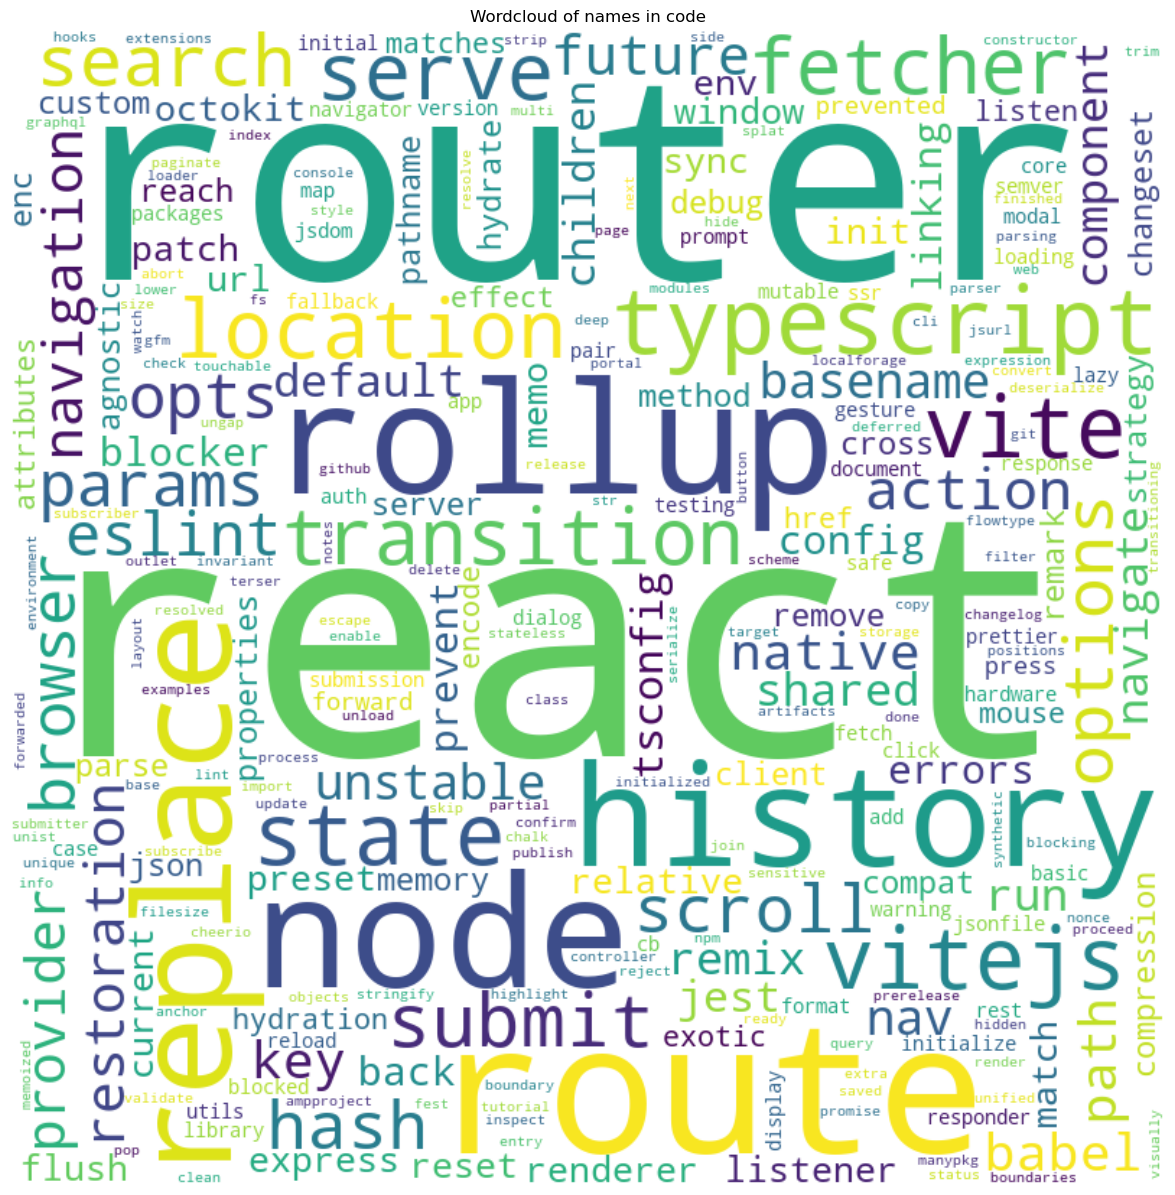 Wordcloud of names in code
hooks
extensions
initial
matches
strip
future
side
constructor
trim
search
serve
fetcher
env
component
custom
octokit
navigator
version
multi
window
prevented
listen
graphql
index
router
splat
children
linking
changeset
navigation
paginate
loader
reach
packages
console
map
style
jsdom
pathname
resolve
hydrate
next
page
sync
debug
hide
prompt
init
core
semver
finished
modal
parsing
loading
web
enc
patch
abort
lower
url
size
fs
fallback
effect
modules
mutable
ssr
parser
agnostic
watch
gfm
location
deep
typescript
cli
jsurl
attributes
check
touchable
pair
portal
localforage
expression
convert
deserialize
lazy
opts
default
memo
method
basename
navigatestrategy
ungap
app
rollup
gesture
deferred
vite
git
blocker
github
release
cross
document
response
params
auth
server
str
testing
button
action
transitioning
subscriber
eslint
notes
transition
href
config
flowtype
options
remark
environment
outlet
invariant
terser
delete
scheme
safe
filter
browser
resolved
properties
escape
enable
react
prevent
encode
dialog
stateless
tsconfig
serialize
remove
target
storage
copy
changelog
prettier
positions
press
layout
native
examples
submission
forward
unload
class
shared
artifacts
done
hardware
mouse
forwarded
replace
fetch
click
parse
process
base
lint
import
unstable
initialized
client
errors
submitter
unist
update
skip
partial
confirm
chalk
publish
history
add
synthetic
blocking
case
unique
subscribe
state
join
restoration
json
preset
memory
relative
sensitive
compat
basic
info
filesize
cheerio
node
scroll
warning
run
jsonfile
nonce
proceed
compression
provider
current
cb
npm
controller
reject
remix
vitejs
objects
stringify
highlight
jest
format
prerelease
rest
anchor
hydration
reload
submit
exotic
ready
nav
hidden
initialize
path
match
memoized
key
blocked
back
boundary
query
render
validate
ampproject
fest
tutorial
inspect
route
display
extra
saved
promise
unified
utils
library
hash
entry
responder
visually
pop
flush
clean
express
reset
renderer
listener
manypkg
status
babel
boundaries